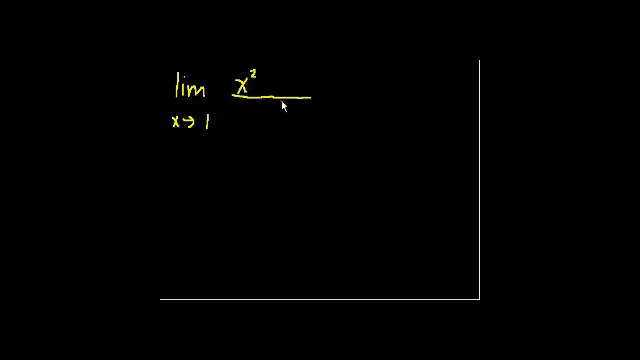 lim x²
x → 1